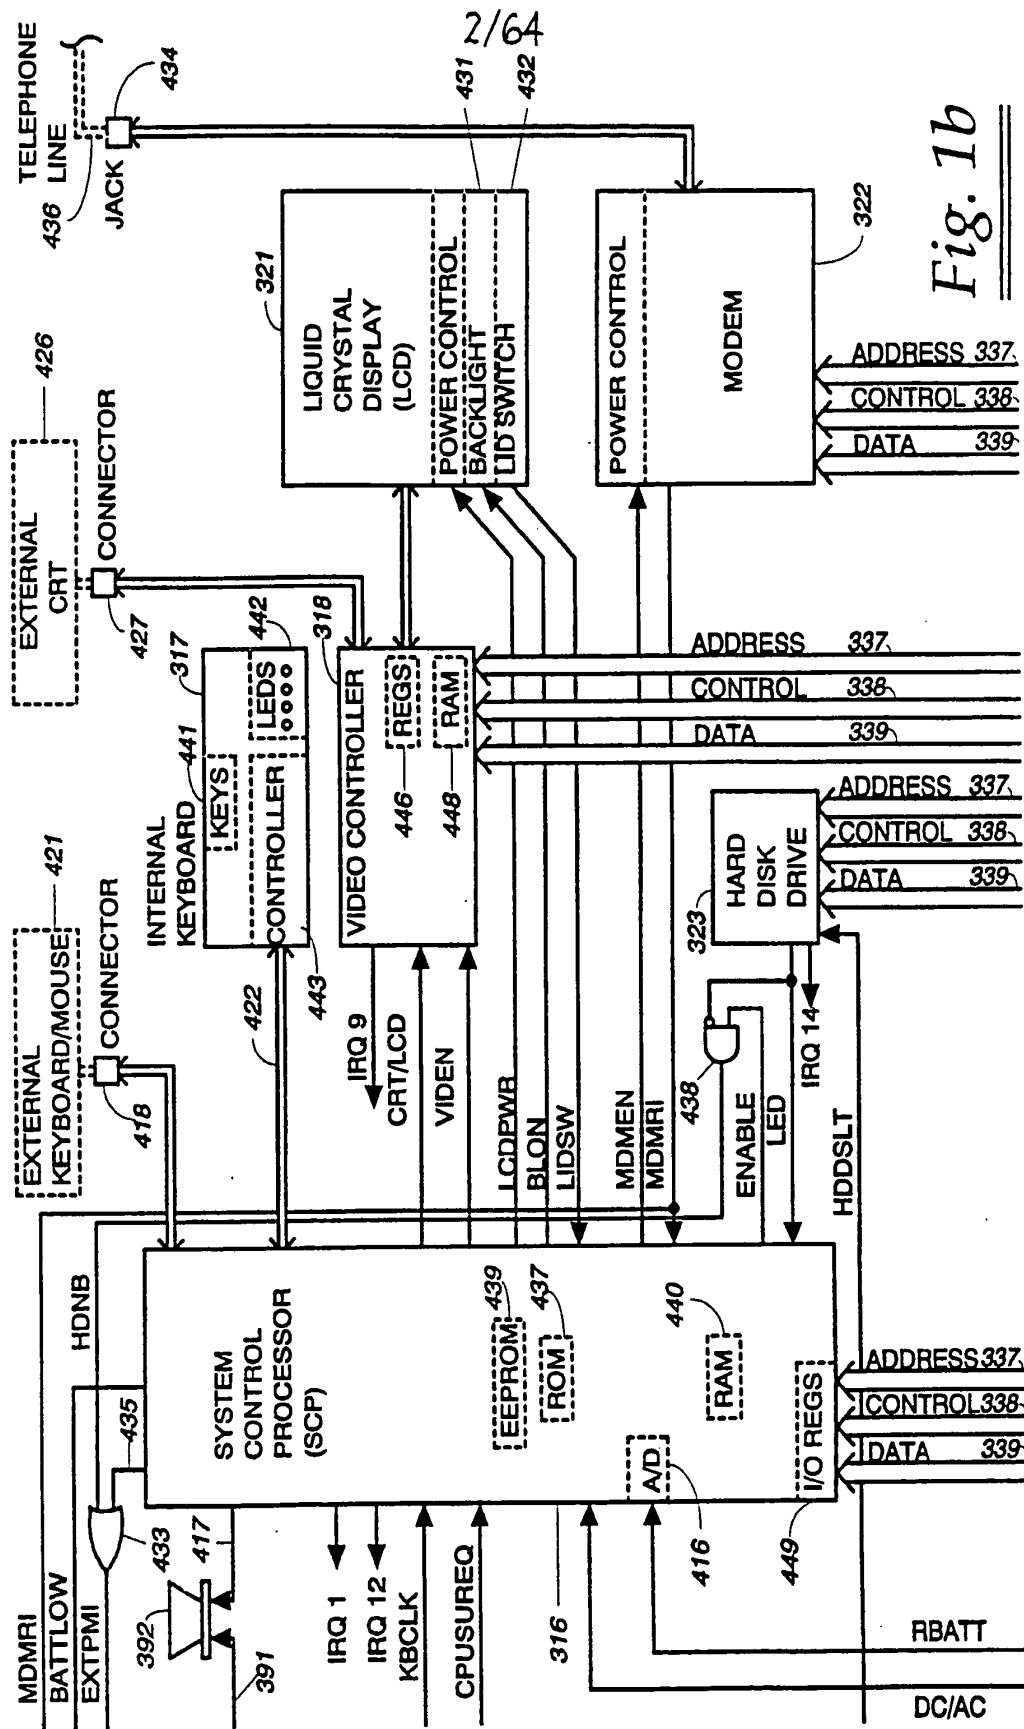 2/64
TELEPHONE
LINE
436
JACK
434
EXTERNAL
CRT
426
CONNECTOR
427
EXTERNAL
KEYBOARD/MOUSE
421
CONNECTOR
418
INTERNAL
KEYBOARD
317
KEYS
441
LEDS
442
CONTROLLER
443
422
VIDEO CONTROLLER
318
REGS
446
RAM
448
LIQUID
CRYSTAL
DISPLAY
(LCD)
321
POWER CONTROL
BACKLIGHT
LID SWITCH
431
432
POWER CONTROL
MODEM
322
ADDRESS 337
CONTROL 338
DATA 339
ADDRESS 337
CONTROL 338
DATA 339
HARD
DISK
DRIVE
323
ADDRESS 337
CONTROL 338
DATA 339
IRQ 9
CRT/LCD
VIDEN
LCDPWR
BLON
LIDSW
MDMEN
MDMRI
438
ENABLE
LED
IRQ 14
HDDSLT
HDNB
435
SYSTEM
CONTROL
PROCESSOR
(SCP)
EEPROM
439
ROM
437
RAM
440
A/D
416
I/O REGS
449
ADDRESS 337
CONTROL 338
DATA 339
MDMRI
BATTLOW
EXTPMI
433
417
392
391
IRQ 1
IRQ 12
KBCLK
CPUSUREQ
316
RBATT
DC/AC
Fig. 1b